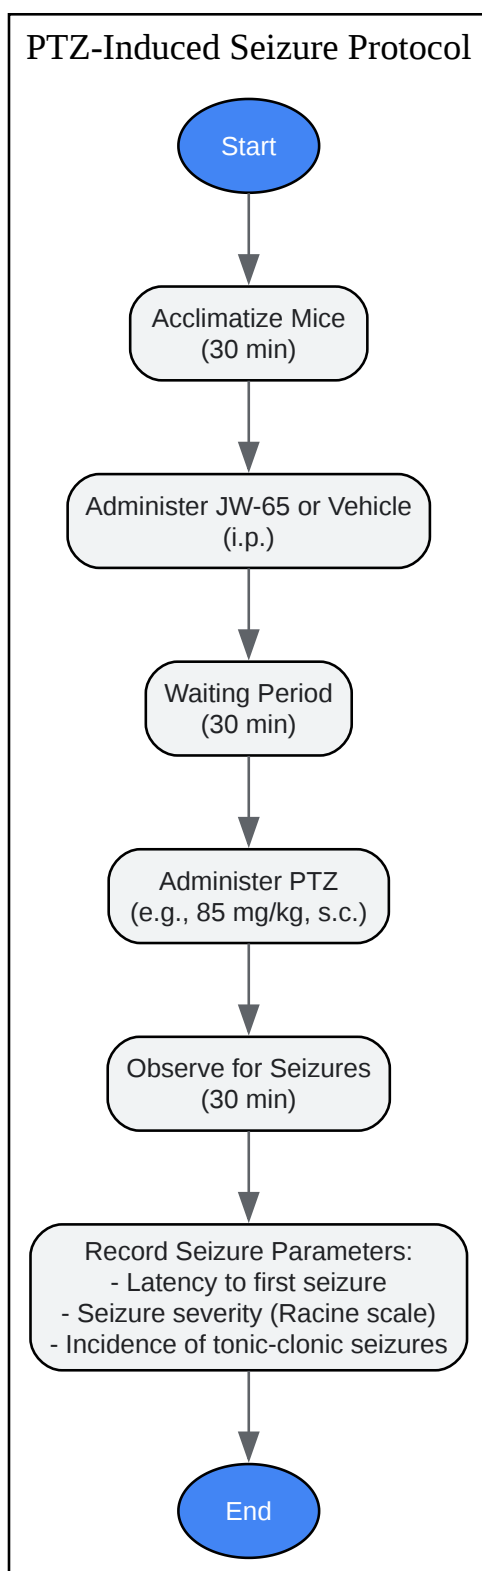 PTZ-Induced Seizure Protocol
Start
Acclimatize Mice
(30 min)
Administer JW-65 or Vehicle
(i.p.)
Waiting Period
(30 min)
Administer PTZ
(e.g., 85 mg/kg, s.c.)
Observe for Seizures
(30 min)
Record Seizure Parameters:
- Latency to first seizure
- Seizure severity (Racine scale)
- Incidence of tonic-clonic seizures
End